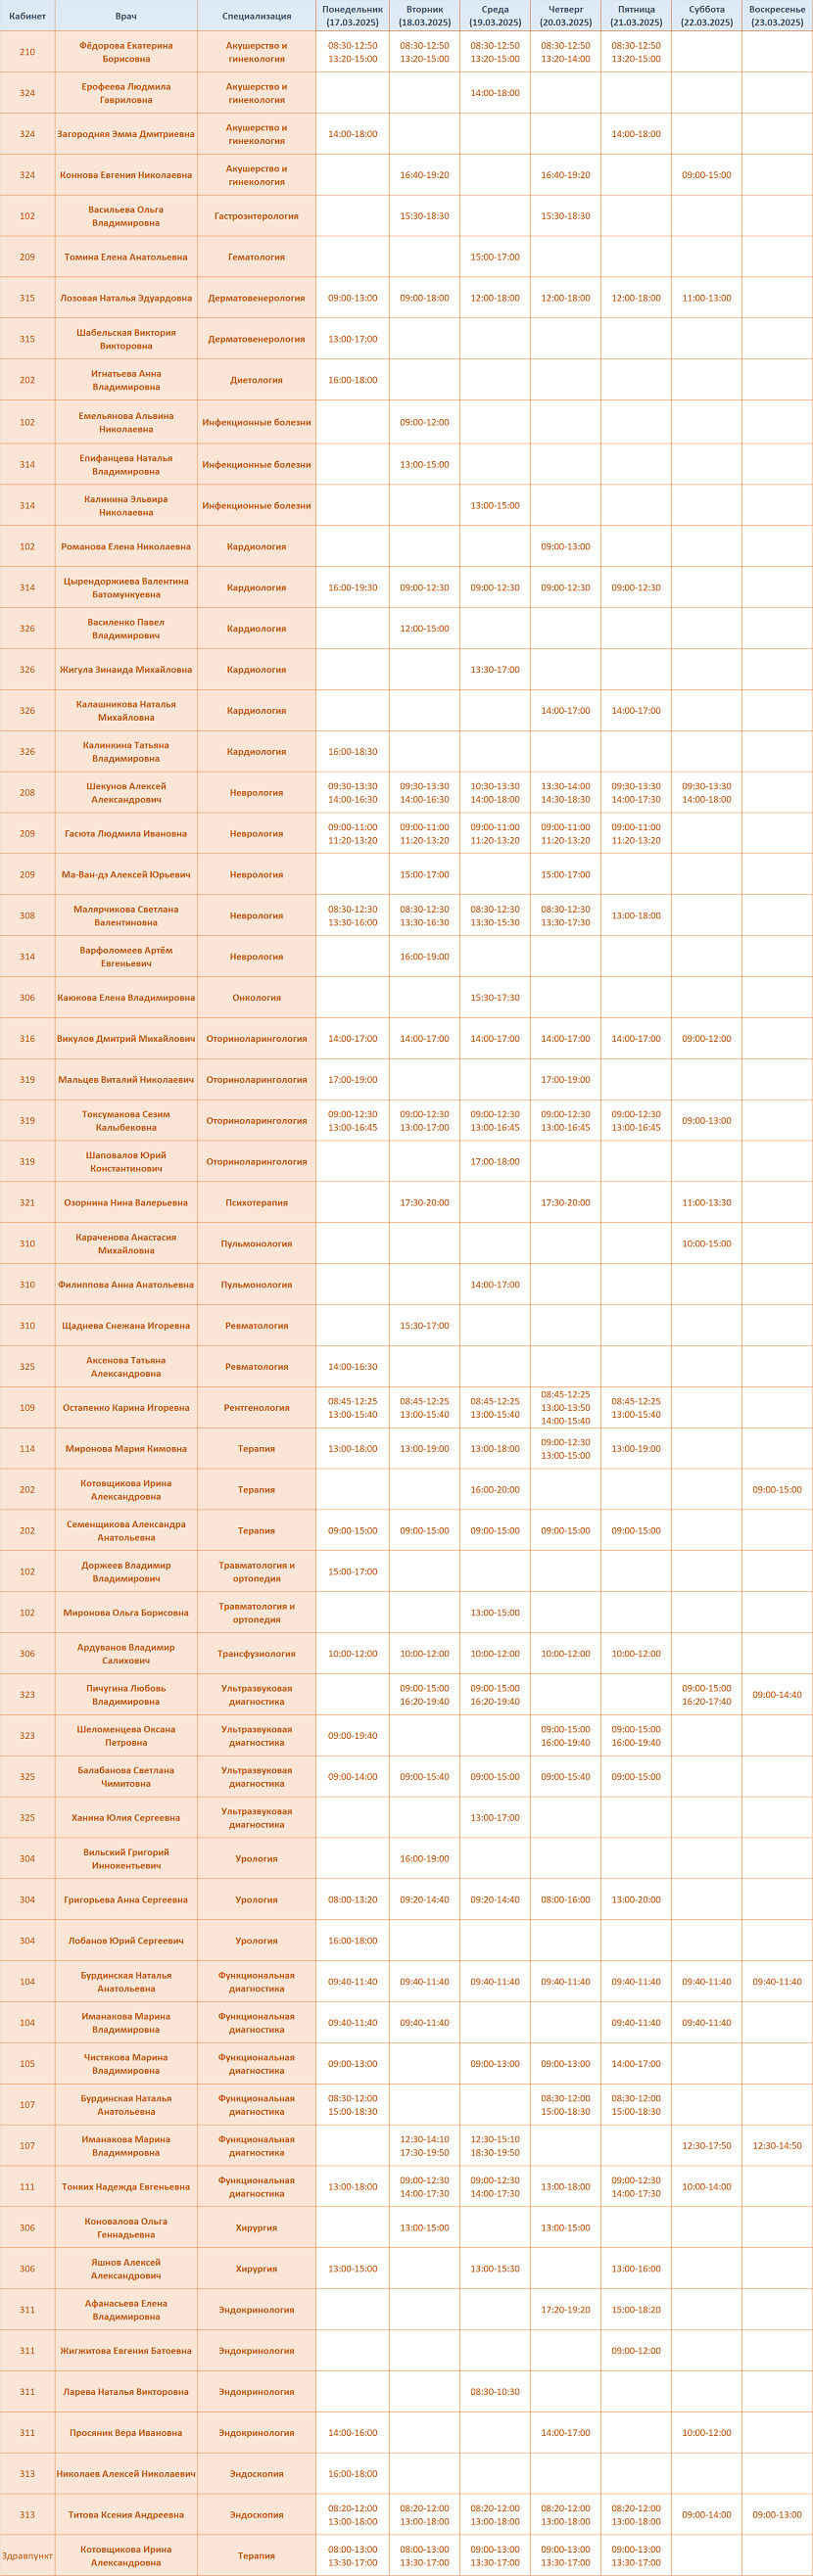 Кабинет Врач Специализация Понедельник (17.03.2025) Вторник (18.03.2025) Среда (19.03.2025) Четверг (20.03.2025) Пятница (21.03.2025) Суббота (22.03.2025) Воскресенье (23.03.2025)
210 Фёдорова Екатерина Борисовна Акушерство и гинекология 08:30-12:50 13:20-15:00 08:30-12:50 13:20-15:00 08:30-12:50 13:20-15:00 08:30-12:50 13:20-14:00 08:30-12:50 13:20-15:00
324 Ерофеева Людмила Гавриловна Акушерство и гинекология 14:00-18:00
324 Загородняя Эмма Дмитриевна Акушерство и гинекология 14:00-18:00 14:00-18:00
324 Коннова Евгения Николаевна Акушерство и гинекология 16:40-19:20 16:40-19:20 09:00-15:00
102 Васильева Ольга Владимировна Гастроэнтерология 15:30-18:30 15:30-18:30
209 Томина Елена Анатольевна Гематология 15:00-17:00
315 Лозовая Наталья Эдуардовна Дерматовенерология 09:00-13:00 09:00-18:00 12:00-18:00 12:00-18:00 12:00-18:00 11:00-13:00
315 Шабельская Виктория Викторовна Дерматовенерология 13:00-17:00
202 Игнатьева Анна Владимировна Диетология 16:00-18:00
102 Емельянова Альвина Николаевна Инфекционные болезни 09:00-12:00
314 Епифанцева Наталья Владимировна Инфекционные болезни 13:00-15:00
314 Калинина Эльвира Николаевна Инфекционные болезни 13:00-15:00
102 Романова Елена Николаевна Кардиология 09:00-13:00
314 Цырендоржиева Валентина Батомункуевна Кардиология 16:00-19:30 09:00-12:30 09:00-12:30 09:00-12:30 09:00-12:30
326 Василенко Павел Владимирович Кардиология 12:00-15:00
326 Жигула Зинаида Михайловна Кардиология 13:30-17:00
326 Калашникова Наталья Михайловна Кардиология 14:00-17:00 14:00-17:00
326 Калинкина Татьяна Владимировна Кардиология 16:00-18:30
208 Шекунов Алексей Александрович Неврология 09:30-13:30 14:00-16:30 09:30-13:30 14:00-16:30 10:30-13:30 14:00-18:00 13:30-14:00 14:30-18:30 09:30-13:30 14:00-17:30 09:30-13:30 14:00-18:00
209 Гасюта Людмила Ивановна Неврология 09:00-11:00 11:20-13:20 09:00-11:00 11:20-13:20 09:00-11:00 11:20-13:20 09:00-11:00 11:20-13:20 09:00-11:00 11:20-13:20
209 Ма-Ван-дэ Алексей Юрьевич Неврология 15:00-17:00 15:00-17:00
308 Малярчикова Светлана Валентиновна Неврология 08:30-12:30 13:30-16:00 08:30-12:30 13:30-16:30 08:30-12:30 13:30-15:30 08:30-12:30 13:30-17:30 13:00-18:00
314 Варфоломеев Артём Евгеньевич Неврология 16:00-19:00
306 Каюкова Елена Владимировна Онкология 15:30-17:30
316 Викулов Дмитрий Михайлович Оториноларингология 14:00-17:00 14:00-17:00 14:00-17:00 14:00-17:00 14:00-17:00 09:00-12:00
319 Мальцев Виталий Николаевич Оториноларингология 17:00-19:00 17:00-19:00
319 Токсумакова Сезим Калыбековна Оториноларингология 09:00-12:30 13:00-16:45 09:00-12:30 13:00-17:00 09:00-12:30 13:00-16:45 09:00-12:30 13:00-16:45 09:00-12:30 13:00-16:45 09:00-13:00
319 Шаповалов Юрий Константинович Оториноларингология 17:00-18:00
321 Озорнина Нина Валерьевна Психотерапия 17:30-20:00 17:30-20:00 11:00-13:30
310 Караченова Анастасия Михайловна Пульмонология 10:00-15:00
310 Филиппова Анна Анатольевна Пульмонология 14:00-17:00
310 Щаднева Снежана Игоревна Ревматология 15:30-17:00
325 Аксенова Татьяна Александровна Ревматология 14:00-16:30
109 Остапенко Карина Игоревна Рентгенология 08:45-12:25 13:00-15:40 08:45-12:25 13:00-15:40 08:45-12:25 13:00-15:40 08:45-12:25 13:00-13:50 14:00-15:40 08:45-12:25 13:00-15:40
114 Миронова Мария Кимовна Терапия 13:00-18:00 13:00-19:00 13:00-18:00 09:00-12:30 13:00-15:00 13:00-19:00
202 Котовщикова Ирина Александровна Терапия 16:00-20:00 09:00-15:00
202 Семенщикова Александра Анатольевна Терапия 09:00-15:00 09:00-15:00 09:00-15:00 09:00-15:00 09:00-15:00
102 Доржеев Владимир Владимирович Травматология и ортопедия 15:00-17:00
102 Миронова Ольга Борисовна Травматология и ортопедия 13:00-15:00
306 Ардуванов Владимир Салихович Трансфузиология 10:00-12:00 10:00-12:00 10:00-12:00 10:00-12:00 10:00-12:00
323 Пичугина Любовь Владимировна Ультразвуковая диагностика 09:00-15:00 16:20-19:40 09:00-15:00 16:20-19:40 09:00-15:00 16:20-17:40 09:00-14:40
323 Шеломенцева Оксана Петровна Ультразвуковая диагностика 09:00-19:40 09:00-15:00 16:00-19:40 09:00-15:00 16:00-19:40
325 Балабанова Светлана Чимитовна Ультразвуковая диагностика 09:00-14:00 09:00-15:40 09:00-15:00 09:00-15:40 09:00-15:00
325 Ханина Юлия Сергеевна Ультразвуковая диагностика 13:00-17:00
304 Вильский Григорий Иннокентьевич Урология 16:00-19:00
304 Григорьева Анна Сергеевна Урология 08:00-13:20 09:20-14:40 09:20-14:40 08:00-16:00 13:00-20:00
304 Лобанов Юрий Сергеевич Урология 16:00-18:00
104 Бурдинская Наталья Анатольевна Функциональная диагностика 09:40-11:40 09:40-11:40 09:40-11:40 09:40-11:40 09:40-11:40 09:40-11:40 09:40-11:40
104 Иманакова Марина Владимировна Функциональная диагностика 09:40-11:40 09:40-11:40 09:40-11:40 09:40-11:40
105 Чистякова Марина Владимировна Функциональная диагностика 09:00-13:00 09:00-13:00 09:00-13:00 14:00-17:00
107 Бурдинская Наталья Анатольевна Функциональная диагностика 08:30-12:00 15:00-18:30 08:30-12:00 15:00-18:30 08:30-12:00 15:00-18:30
107 Иманакова Марина Владимировна Функциональная диагностика 12:30-14:10 17:30-19:50 12:30-15:10 18:30-19:50 12:30-17:50 12:30-14:50
111 Тонких Надежда Евгеньевна Функциональная диагностика 13:00-18:00 09:00-12:30 14:00-17:30 09:00-12:30 14:00-17:30 13:00-18:00 09:00-12:30 14:00-17:30 10:00-14:00
306 Коновалова Ольга Геннадьевна Хирургия 13:00-15:00 13:00-15:00
306 Яшнов Алексей Александрович Хирургия 13:00-15:00 13:00-15:30 13:00-16:00
311 Афанасьева Елена Владимировна Эндокринология 17:20-19:20 15:00-18:20
311 Жигжитова Евгения Батоевна Эндокринология 09:00-12:00
311 Ларева Наталья Викторовна Эндокринология 08:30-10:30
311 Просяник Вера Ивановна Эндокринология 14:00-16:00 14:00-17:00 10:00-12:00
313 Николаев Алексей Николаевич Эндоскопия 16:00-18:00
313 Титова Ксения Андреевна Эндоскопия 08:20-12:00 13:00-18:00 08:20-12:00 13:00-18:00 08:20-12:00 13:00-18:00 08:20-12:00 13:00-18:00 08:20-12:00 13:00-18:00 09:00-14:00 09:00-13:00
Здравпункт Котовщикова Ирина Александровна Терапия 08:00-13:00 13:30-17:00 08:00-13:00 13:30-17:00 09:00-13:00 13:30-17:00 09:00-13:00 13:30-17:00 09:00-13:00 13:30-17:00